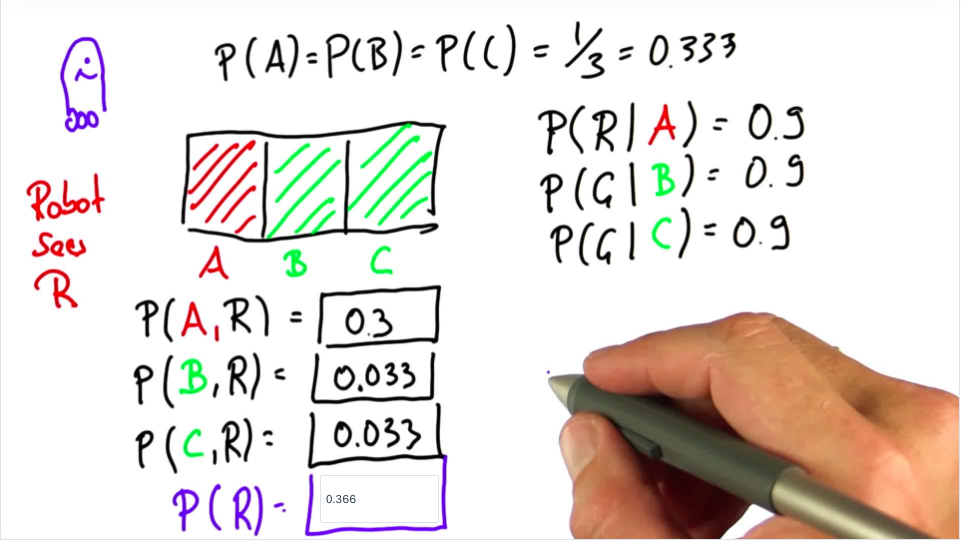 P(A)=P(B)=P(C) = 1/3 = 0.333
P(R|A) = 0.9
P(G|B) = 0.9
P(G|C) = 0.9
Robot
sees
R
A B C
P(A,R) = 0.3
P(B,R) = 0.033
P(C,R) = 0.033
P(R) = 0.366